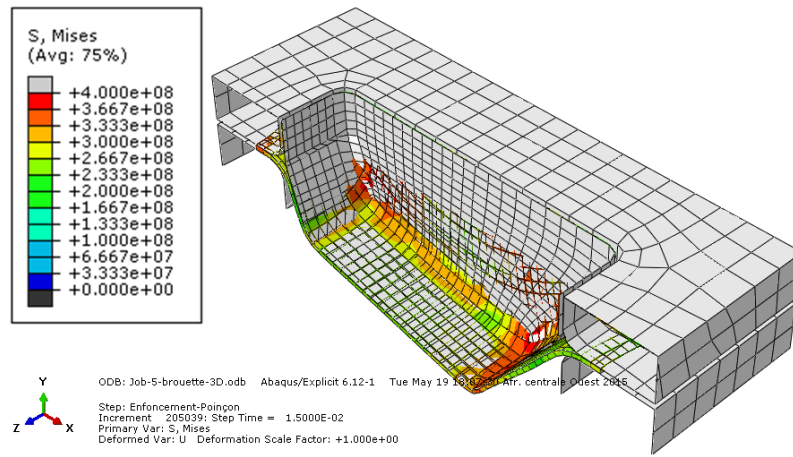 S, Mises
(Avg: 75%)
+4.000e+08
+3.667e+08
+3.333e+08
+3.000e+08
+2.667e+08
+2.333e+08
+2.000e+08
+1.667e+08
+1.333e+08
+1.000e+08
+6.667e+07
+3.333e+07
+0.000e+00
Y
Z
X
ODB: Job-5-brouette-3D.odb Abaqus/Explicit 6.12-1 Tue May 19 Afr. centrale Ouest 2015
Step: Enfoncement-Poinçon
Increment 205039: Step Time = 1.5000E-02
Primary Var: S, Mises
Deformed Var: U Deformation Scale Factor: +1.000e+00